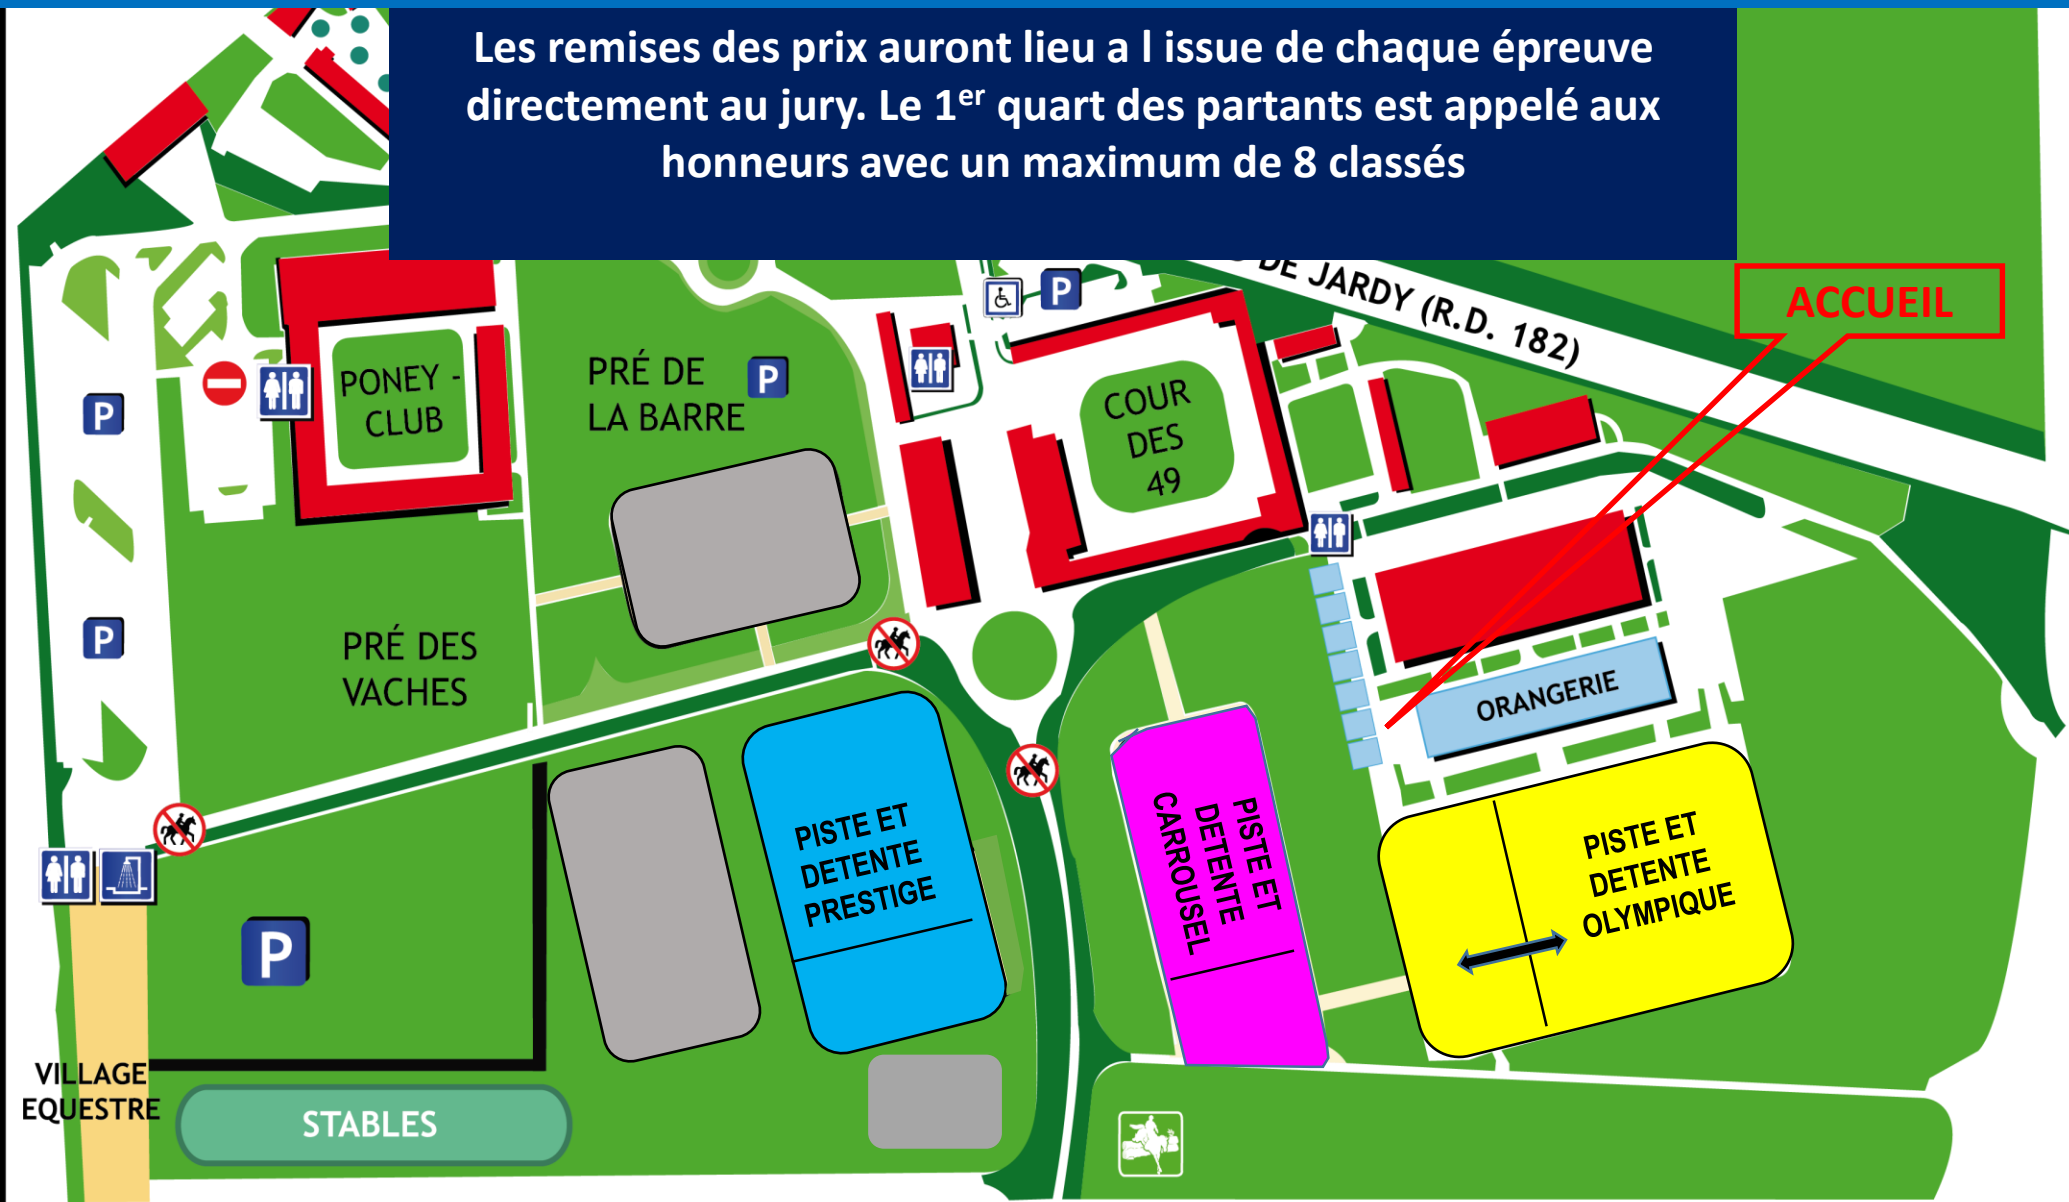 Les remises des prix auront lieu a l issue de chaque épreuve
directement au jury. Le 1er quart des partants est appelé aux
honneurs avec un maximum de 8 classés
DE JARDY (R.D. 182)
ACCUEIL
P
P
PONEY -
CLUB
PRÉ DE
LA BARRE
P
COUR
DES
49
P
PRÉ DES
VACHES
ORANGERIE
PISTE ET
DETENTE
PRESTIGE
PISTE ET
DETENTE
CARROUSEL
PISTE ET
DETENTE
OLYMPIQUE
P
VILLAGE
EQUESTRE
STABLES